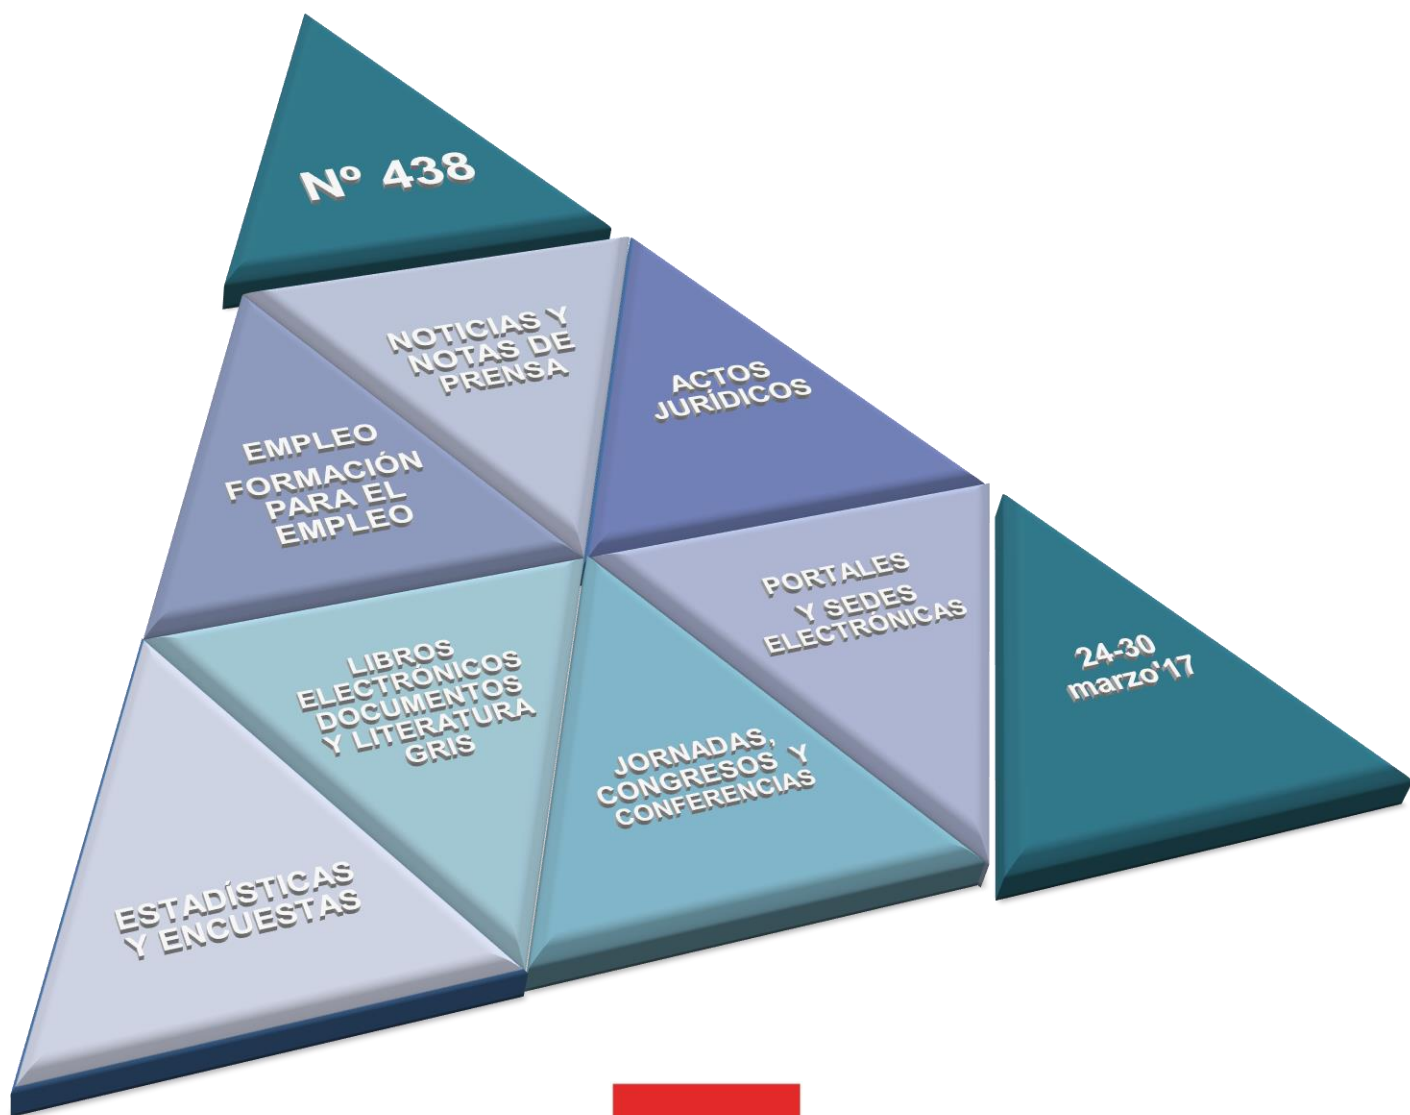 Nº 438
NOTICIAS Y
NOTAS DE
PRENSA
ACTOS
JURÍDICOS
EMPLEO
FORMACIÓN
PARA EL
EMPLEO
PORTALES
Y SEDES
ELECTRÓNICAS
24-30
marzo'17
LIBROS
ELECTRÓNICOS
DOCUMENTOS
Y LITERATURA
GRIS
JORNADAS,
CONGRESOS Y
CONFERENCIAS
ESTADÍSTICAS
Y ENCUESTAS